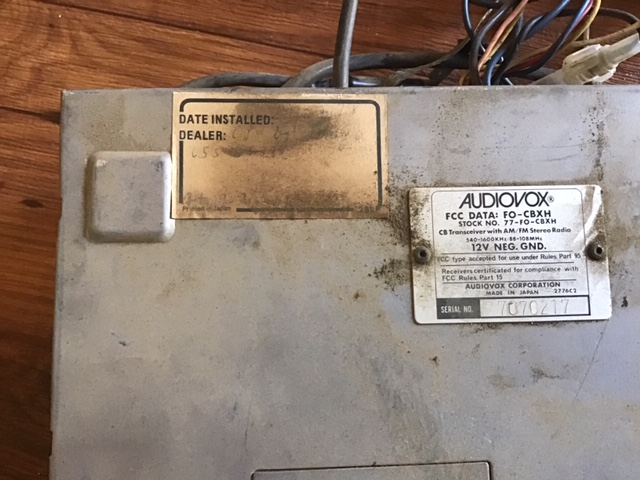 DATE INSTALLED:
DEALER:
AUDIOVOX®
FCC DATA: FO-CBXH
STOCK NO. 77-FO-CBXH
CB Transceiver with AM/FM Stereo Radio
540-1600KHz 88-108MHz
12V NEG. GND.
FCC type accepted for use under Rules, Part 95
Receivers certificated for compliance with
FCC Rules, Part 15
AUDIOVOX CORPORATION
MADE IN JAPAN 2776C2
SERIAL NO. 7070217